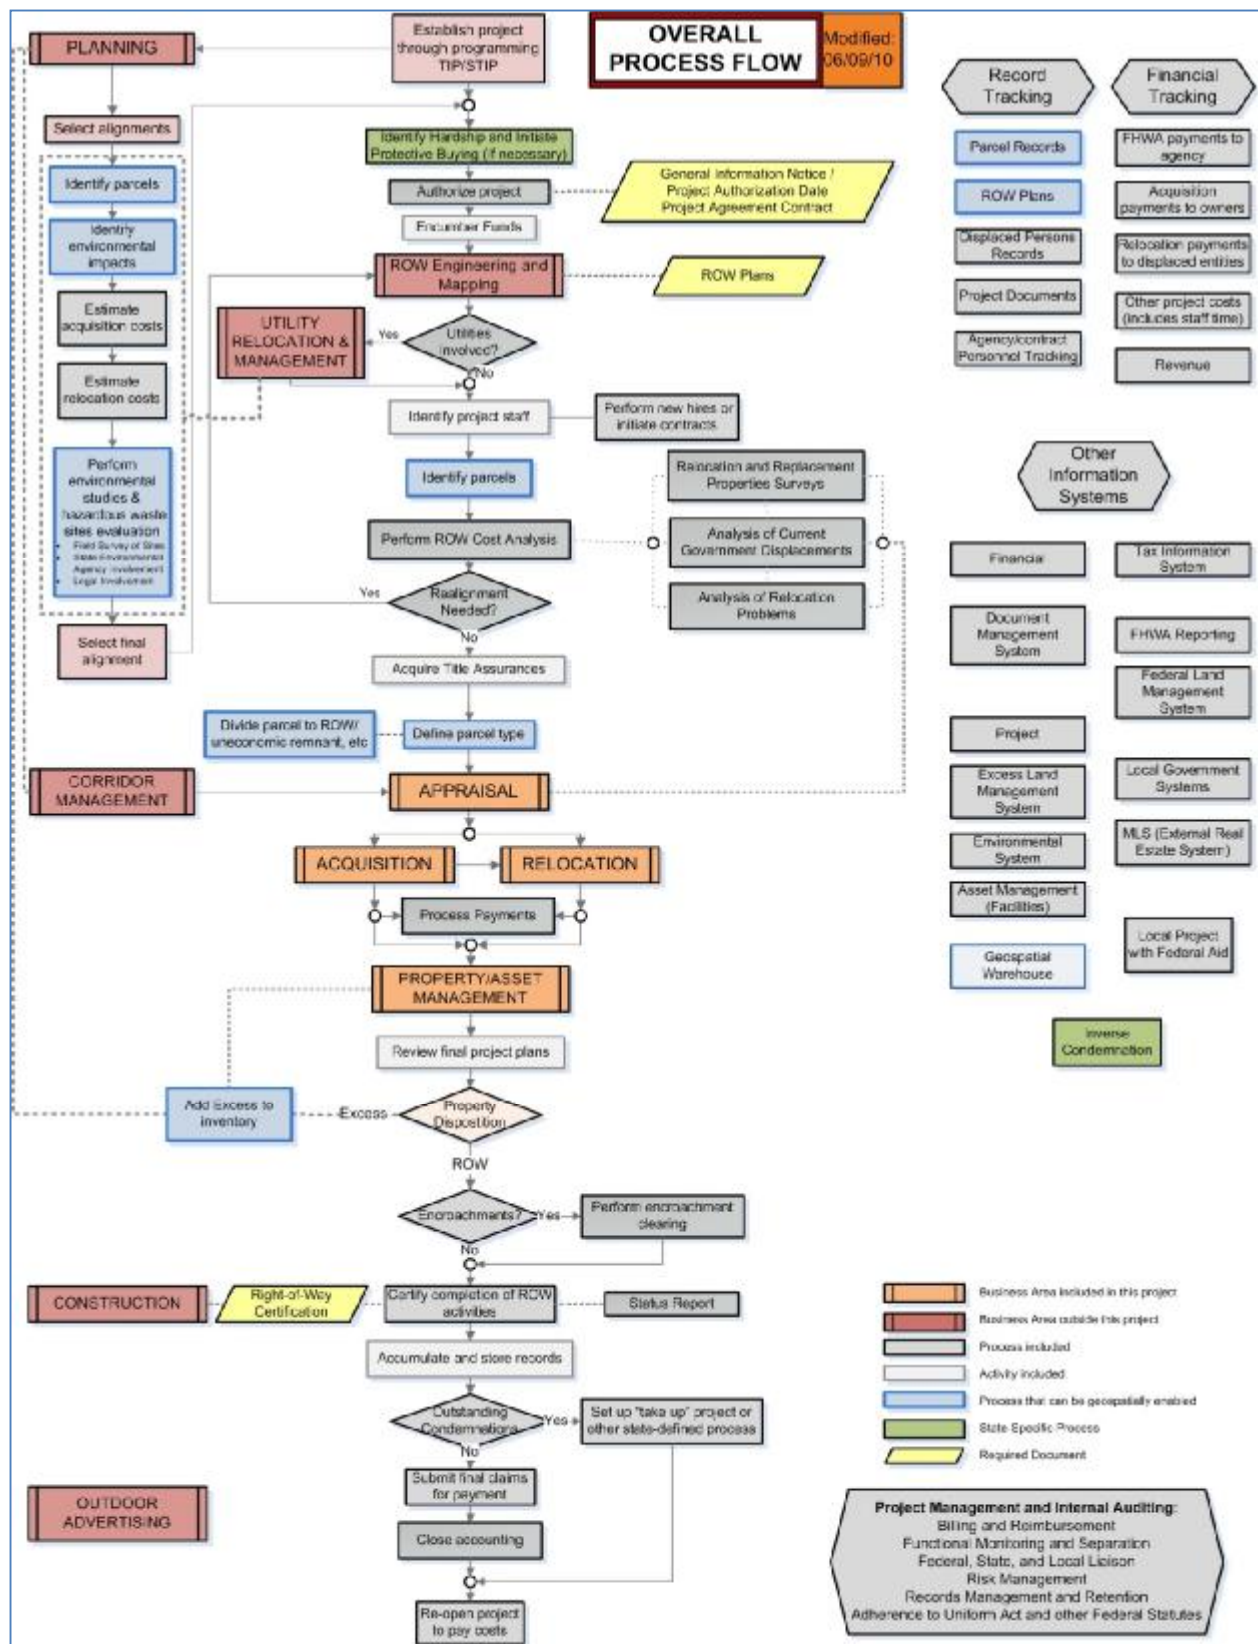 OVERALL
PROCESS FLOW
Modified:
06/09/10
Establish project
through programming
TIP/STIP
PLANNING
Select alignments
Identify parcels
Identify
environmental
impacts
Estimate
acquisition costs
Estimate
relocation costs
Perform
environmental
studies &
hazardous waste
sites evaluation
• Field Survey of Sites
• State Environmental
Agency Involvement
• Legal Involvement
Select final
alignment
Identify Hardship and Initiate
Protective Buying (if necessary)
Authorize project
General Information Notice /
Project Authorization Date
Project Agreement Contract
Encumber Funds
ROW Engineering and
Mapping
ROW Plans
UTILITY
RELOCATION &
MANAGEMENT
Yes
Utilities
Involved?
No
Identify project staff
Perform new hires or
initiate contracts
Identify parcels
Relocation and Replacement
Properties Surveys
Perform ROW Cost Analysis
Analysis of Current
Government Displacements
Analysis of Relocation
Problems
Yes
Realignment
Needed?
No
Acquire Title Assurances
Divide parcel to ROW/
uneconomic remnant, etc
Define parcel type
CORRIDOR
MANAGEMENT
APPRAISAL
ACQUISITION
RELOCATION
Process Payments
PROPERTY/ASSET
MANAGEMENT
Review final project plans
Add Excess to
inventory
Excess
Property
Disposition
ROW
Encroachments?
Yes
Perform encroachment
clearing
No
CONSTRUCTION
Right-of-Way
Certification
Certify completion of ROW
activities
Status Report
Accumulate and store records
Outstanding
Condemnations
Yes
Set up "take up" project or
other state-defined process
No
Submit final claims
for payment
OUTDOOR
ADVERTISING
Close accounting
Re-open project
to pay costs
Record
Tracking
Parcel Records
ROW Plans
Displaced Persons
Records
Project Documents
Agency/contract
Personnel Tracking
Financial
Tracking
FHWA payments to
agency
Acquisition
payments to owners
Relocation payments
to displaced entities
Other project costs
(includes staff time)
Revenue
Other
Information
Systems
Financial
Document
Management
System
Project
Excess Land
Management
System
Environmental
System
Asset Management
(Facilities)
Geospatial
Warehouse
Tax Information
System
FHWA Reporting
Federal Land
Management
System
Local Government
Systems
MLS (External Real
Estate System)
Local Project
with Federal Aid
Inverse
Condemnation
Business Area included in this project
Business Area outside this project
Process included
Activity included
Process that can be geospatially enabled
State Specific Process
Required Document
Project Management and Internal Auditing:
Billing and Reimbursement
Functional Monitoring and Separation
Federal, State, and Local Liaison
Risk Management
Records Management and Retention
Adherence to Uniform Act and other Federal Statutes